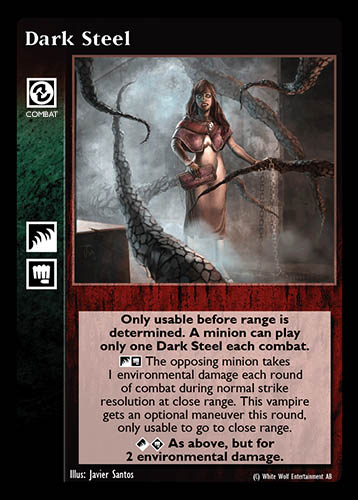 Dark Steel
COMBAT
Only usable before range is
determined. A minion can play
only one Dark Steel each combat.
The opposing minion takes
1 environmental damage each round
of combat during normal strike
resolution at close range. This vampire
gets an optional maneuver this round,
only usable to go to close range.
As above, but for
2 environmental damage.
Illus: Javier Santos
(C) White Wolf Entertainment AB